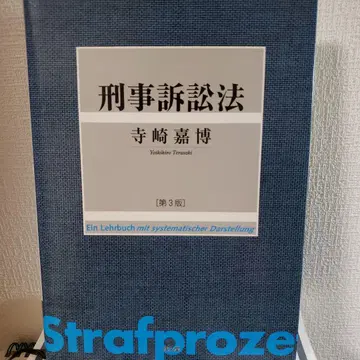 刑事訴訟法
寺崎嘉博
Yoshihiro Terasaki
[第3版]
Ein Lehrbuch mit systematischer Darstellung
Strafproze